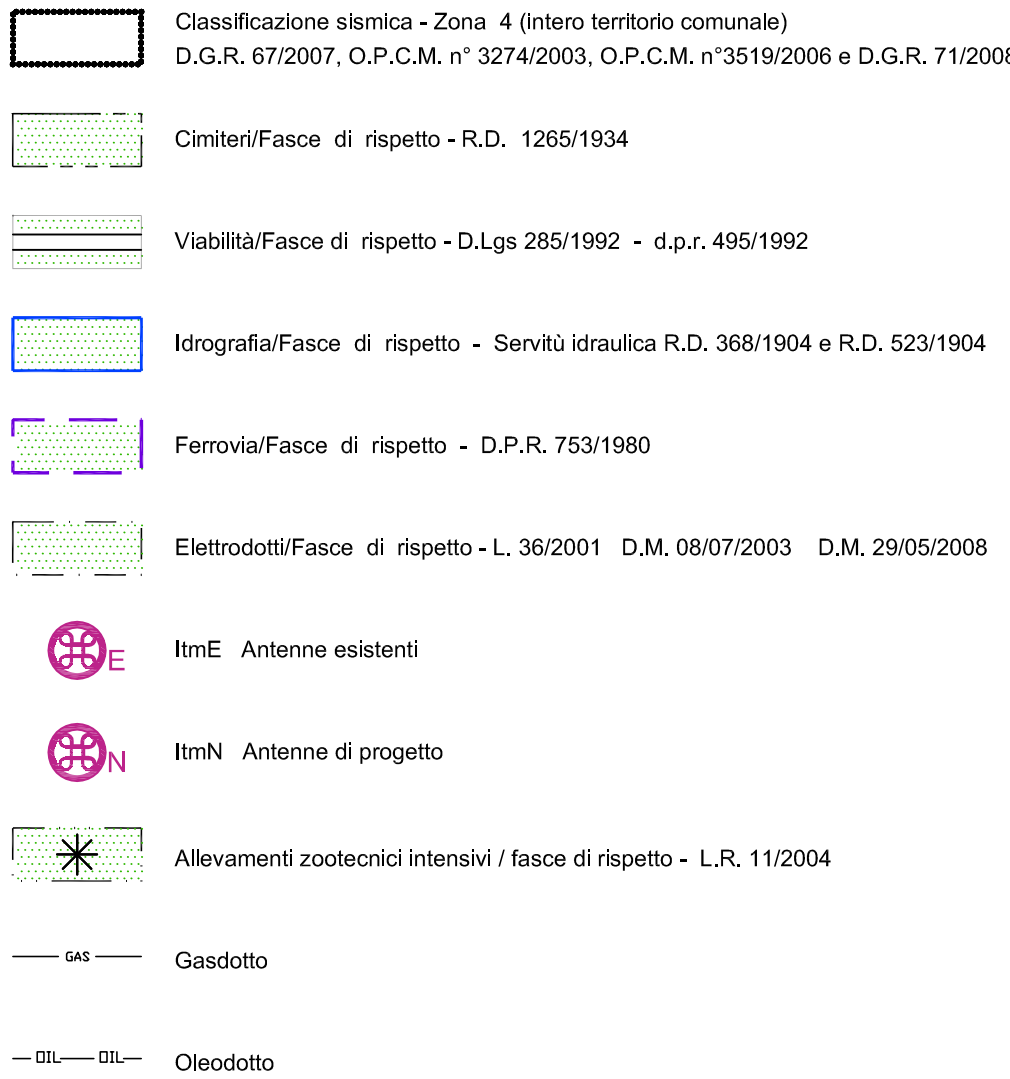 Classificazione sismica - Zona 4 (intero territorio comunale)
D.G.R. 67/2007, O.P.C.M. n° 3274/2003, O.P.C.M. n°3519/2006 e D.G.R. 71/2008
Cimiteri/Fasce di rispetto - R.D. 1265/1934
Viabilità/Fasce di rispetto - D.Lgs 285/1992 - d.p.r. 495/1992
Idrografia/Fasce di rispetto - Servitù idraulica R.D. 368/1904 e R.D. 523/1904
Ferrovia/Fasce di rispetto - D.P.R. 753/1980
Elettrodotti/Fasce di rispetto - L. 36/2001 D.M. 08/07/2003 D.M. 29/05/2008
E ItmE Antenne esistenti
N ItmN Antenne di progetto
Allevamenti zootecnici intensivi / fasce di rispetto - L.R. 11/2004
GAS Gasdotto
OIL OIL Oleodotto